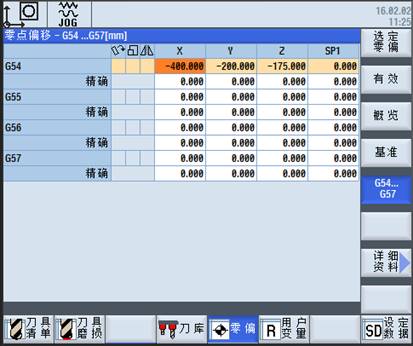 JOG
16.02.02
11:25
零点偏移 - G54 ...G57[mm]
X Y Z SP1
G54 -400.000 -200.000 -175.000 0.000
精确 0.000 0.000 0.000 0.000
G55 0.000 0.000 0.000 0.000
精确 0.000 0.000 0.000 0.000
G56 0.000 0.000 0.000 0.000
精确 0.000 0.000 0.000 0.000
G57 0.000 0.000 0.000 0.000
精确 0.000 0.000 0.000 0.000
选定
零偏
有效
概览
基准
G54...
G57
详细
资料
刀具
清单
刀具
磨损
刀库
零偏
R 用户
变量
SD 设定
数据